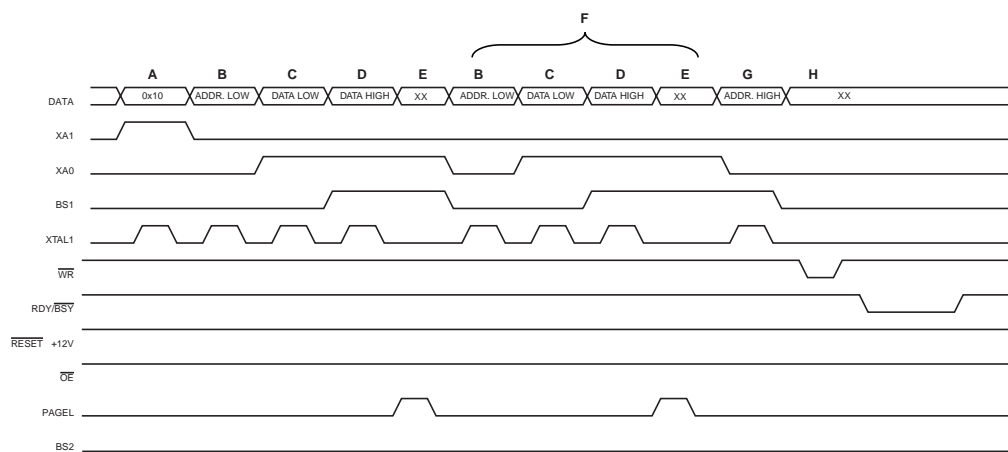 F
A B C D E B C D E G H
DATA 0x10 ADDR. LOW DATA LOW DATA HIGH XX ADDR. LOW DATA LOW DATA HIGH XX ADDR. HIGH XX
XA1
XA0
BS1
XTAL1
WR
RDY/BSY
RESET +12V
OE
PAGEL
BS2